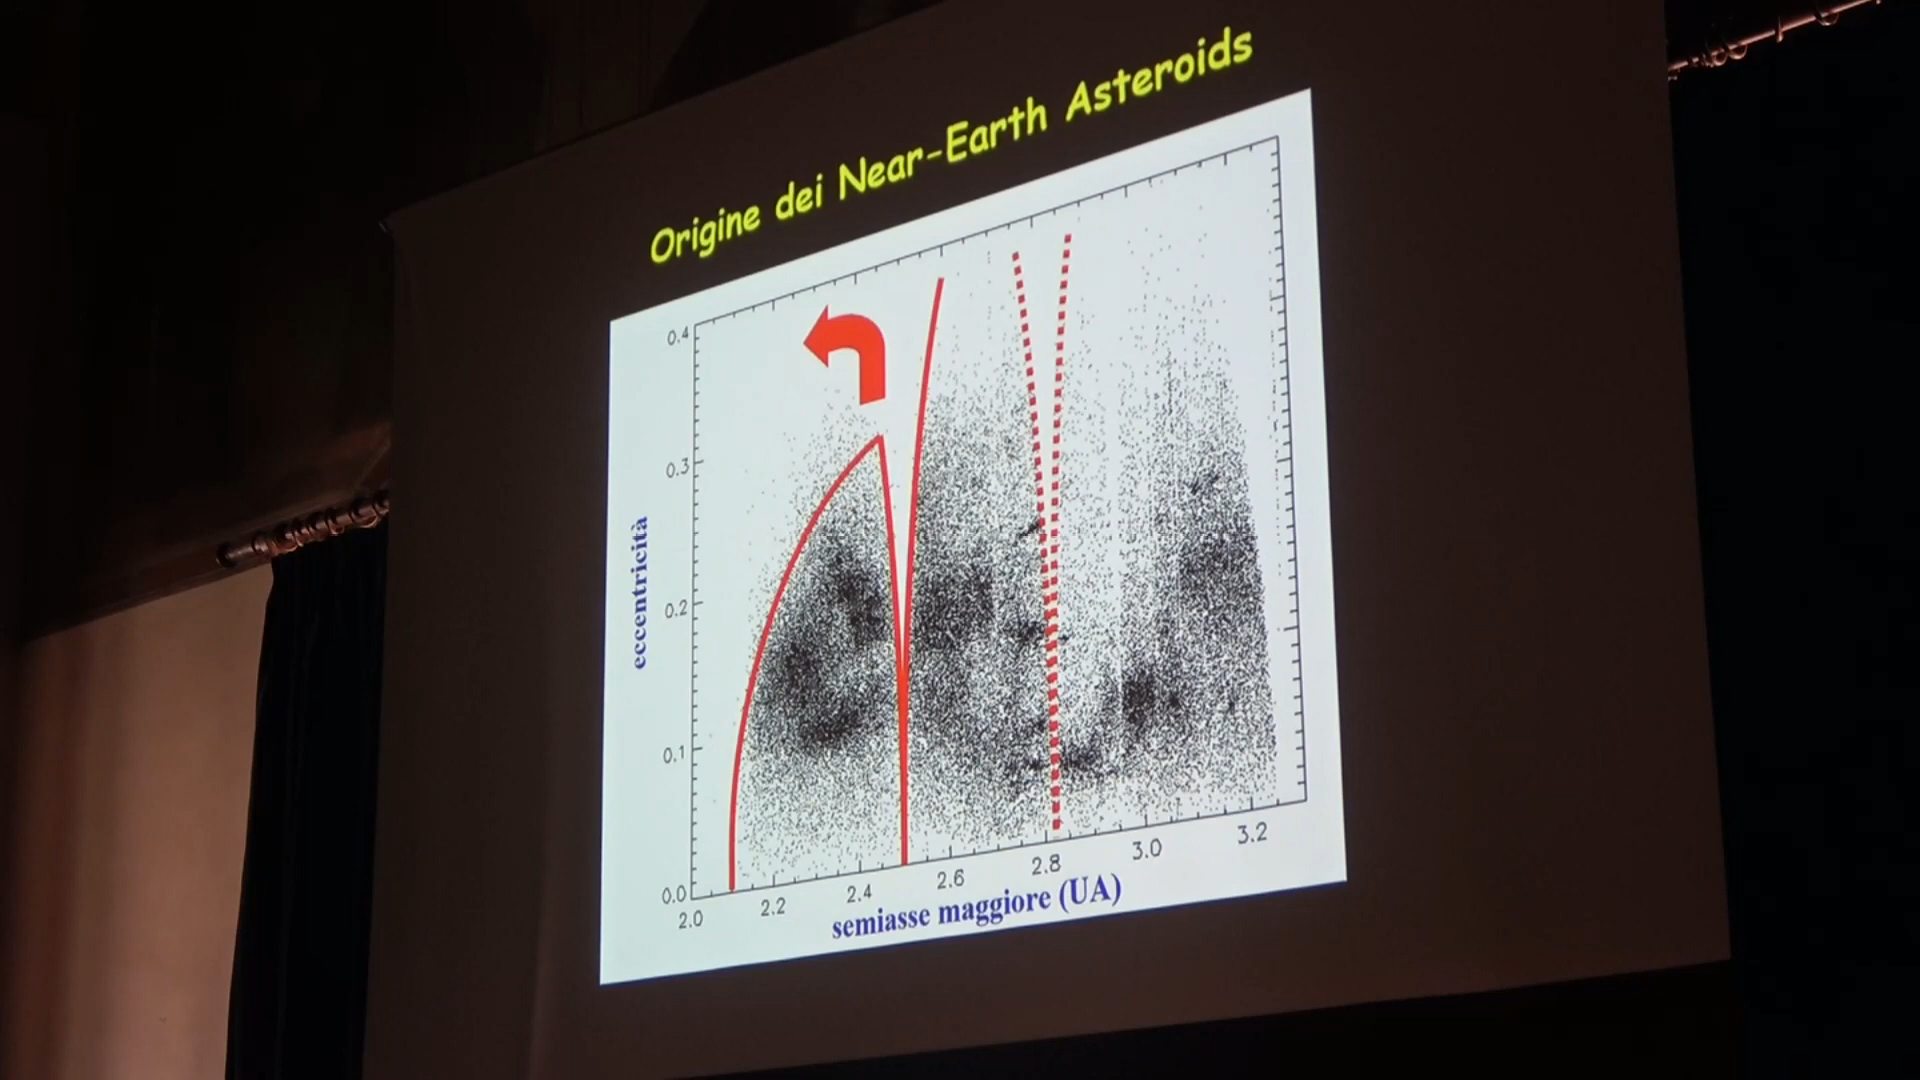 Origine dei Near-Earth Asteroids
0.4
0.3
0.2
0.1
0.0
eccentricità
2.0 2.2 2.4 2.6 2.8 3.0 3.2
semiasse maggiore (UA)